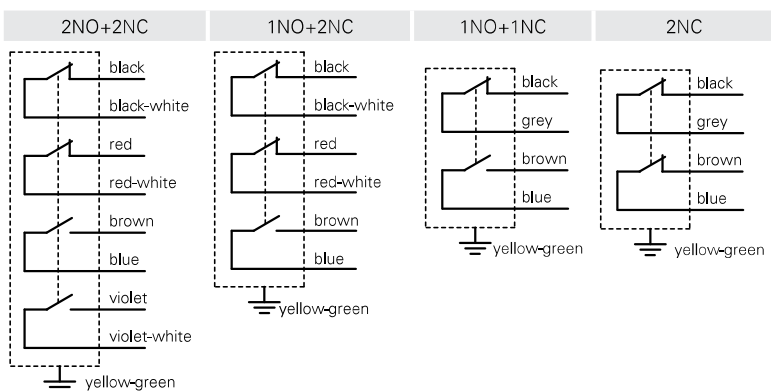 2NO+2NC
black
black-white
red
red-white
brown
blue
violet
violet-white
yellow-green
1NO+2NC
black
black-white
red
red-white
brown
blue
yellow-green
1NO+1NC
black
grey
brown
blue
yellow-green
2NC
black
grey
brown
blue
yellow-green